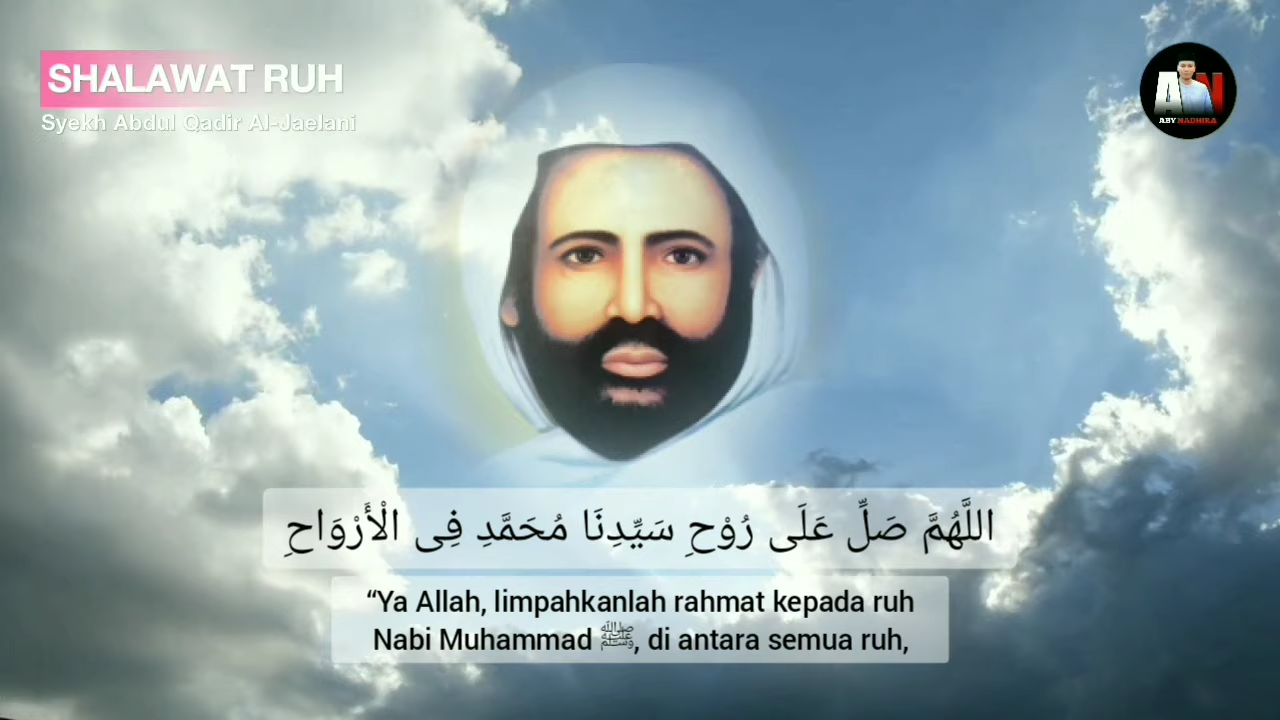 SHALAWAT RUH
Syekh Abdul Qadir Al-Jaelani
ABY NADHIKA
اللَّهُمَّ صَلِّ عَلَى رُوْحِ سَيِّدِنَا مُحَمَّدِ فِى الْأَرْوَاحِ
“Ya Allah, limpahkanlah rahmat kepada ruh
Nabi Muhammad ﷺ, di antara semua ruh,